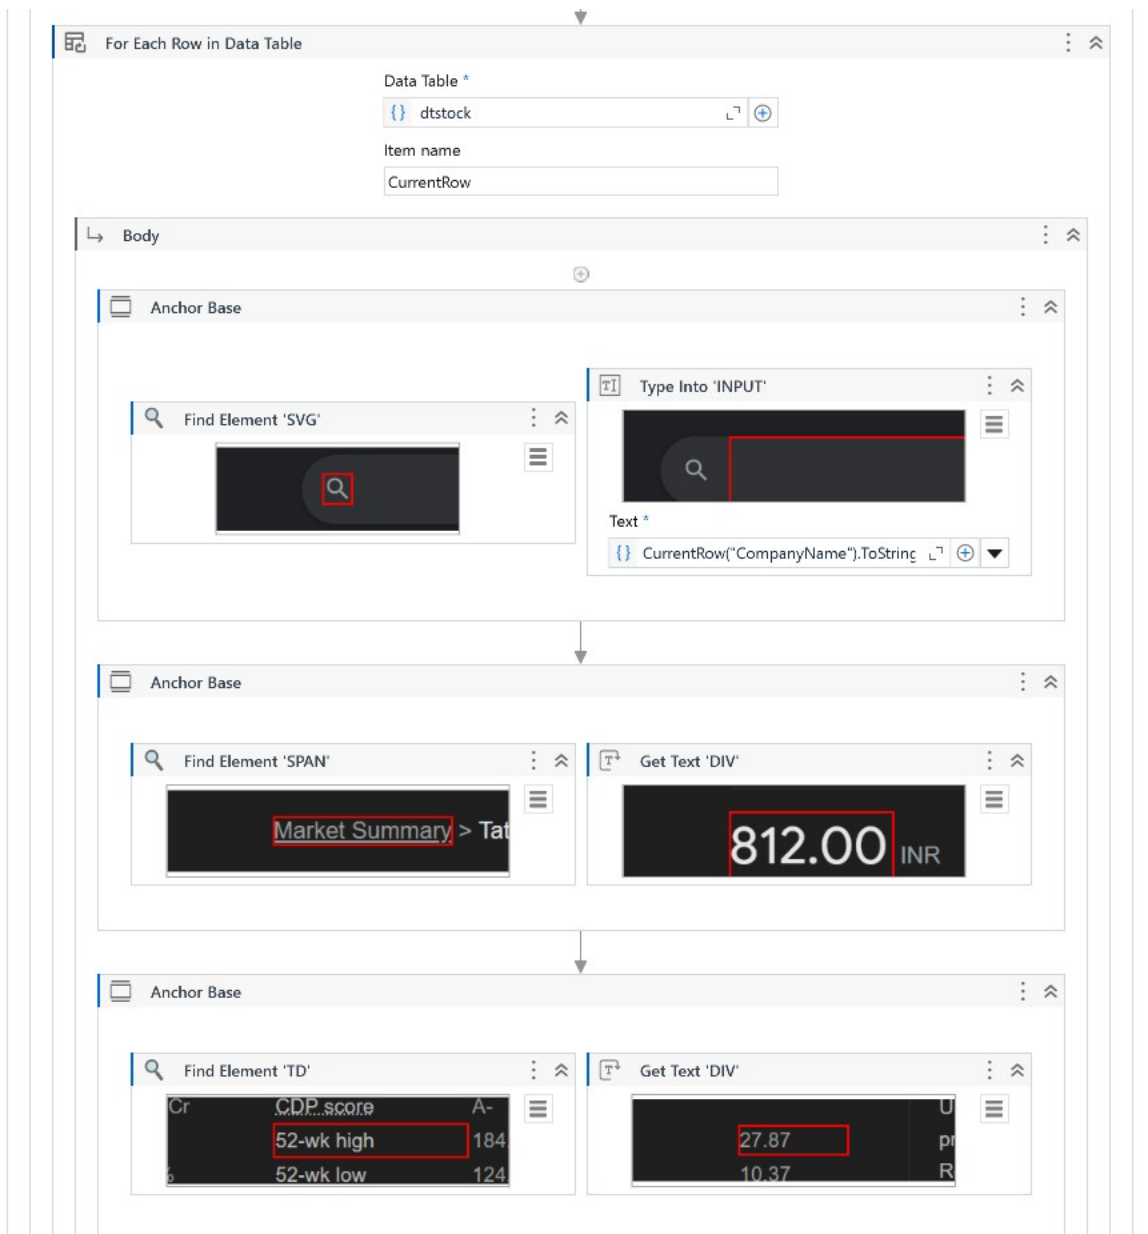 For Each Row in Data Table
Data Table *
{} dtstock
Item name
CurrentRow
Body
Anchor Base
Type Into 'INPUT'
Find Element 'SVG'
Text *
{} CurrentRow("CompanyName").ToString
Anchor Base
Find Element 'SPAN'
Get Text 'DIV'
Market Summary > Tat
812.00 INR
Anchor Base
Find Element 'TD'
Get Text 'DIV'
Cr CDP score A-
52-wk high 184.
% 52-wk low 124
U
27.87 pr
10.37 R